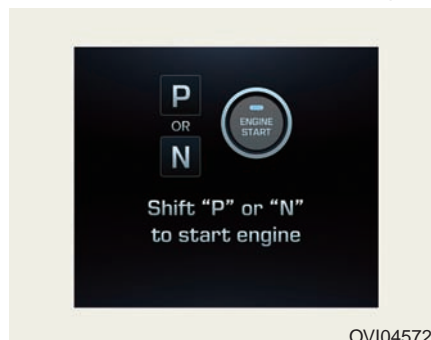 P
OR
N
ENGINE
START
Shift “P” or “N”
to start engine
OVI04572